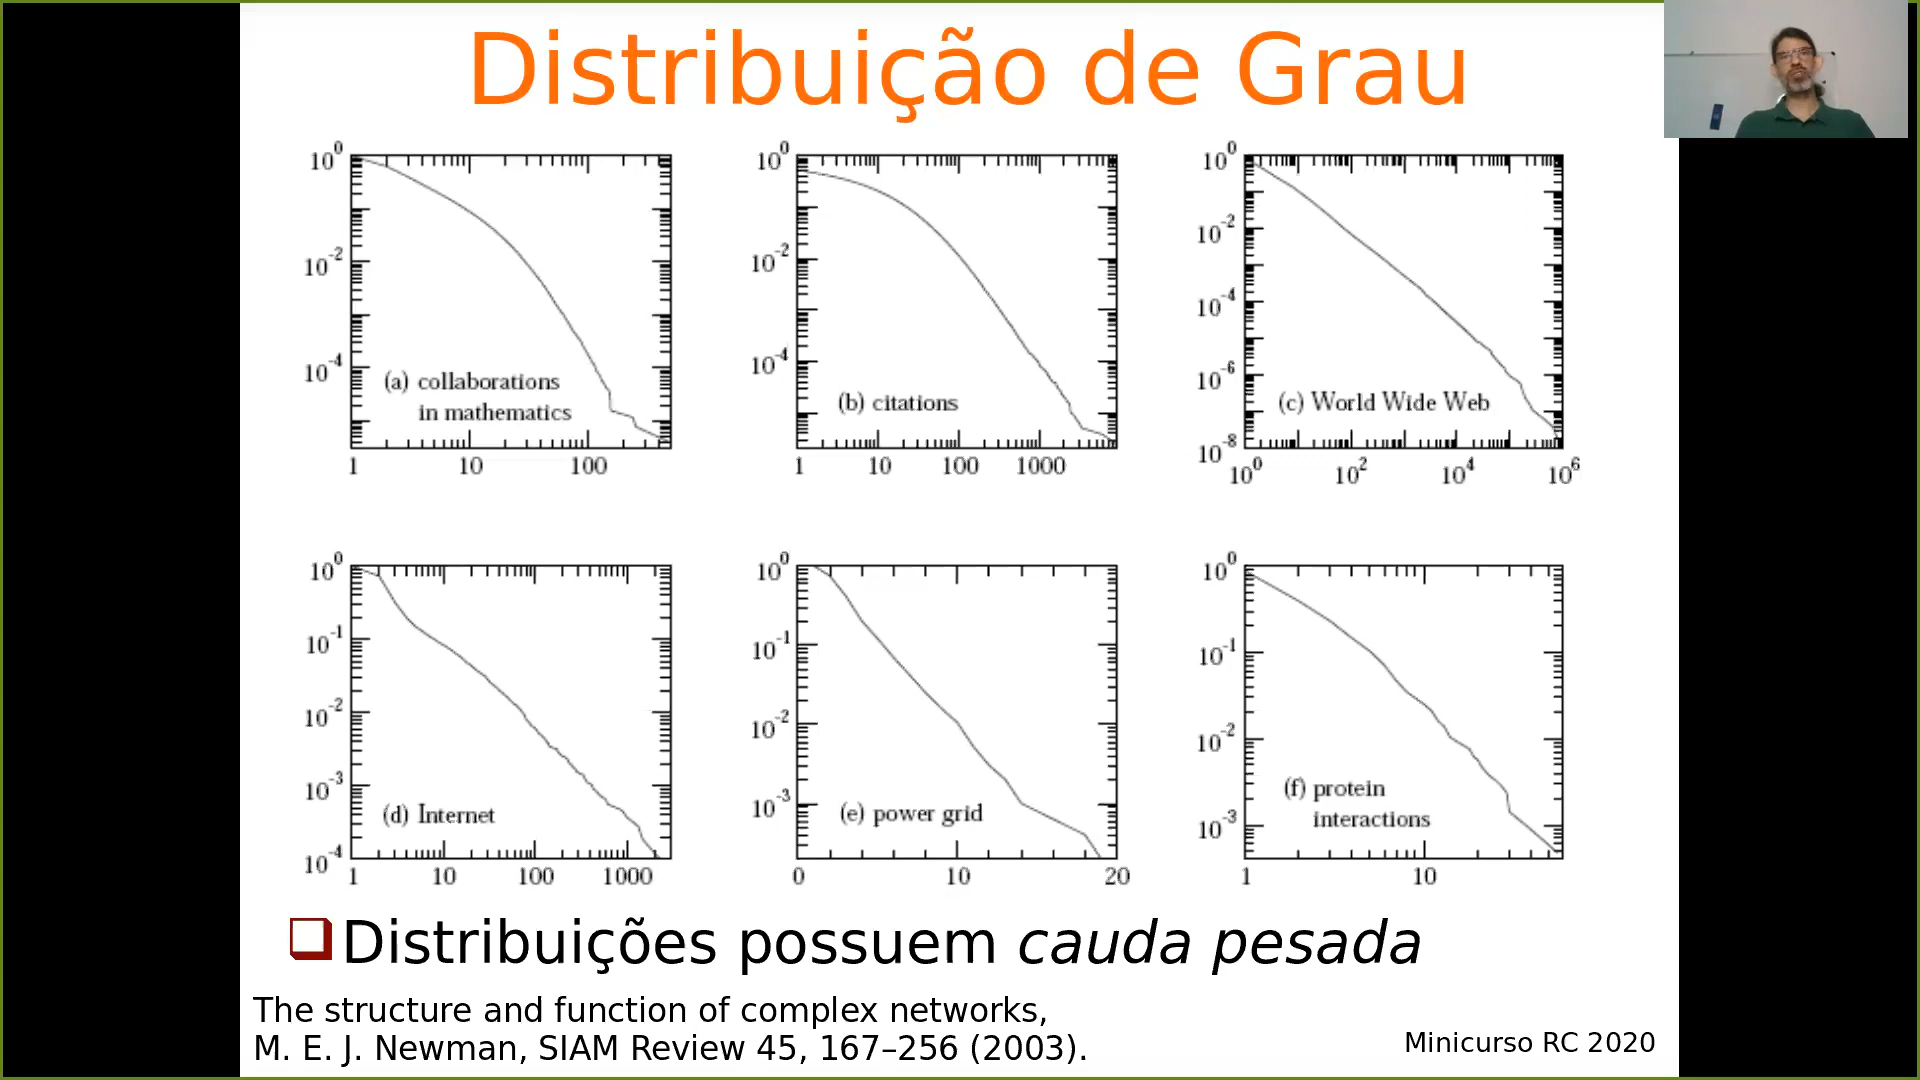 Distribuição de Grau
10^0
10^-2
10^-4
(a) collaborations
in mathematics
1 10 100
10^0
10^-2
10^-4
(b) citations
1 10 100 1000
10^0
10^-2
10^-4
10^-6
10^-8
(c) World Wide Web
10^0 10^2 10^4 10^6
10^0
10^-1
10^-2
10^-3
10^-4
(d) Internet
1 10 100 1000
10^0
10^-1
10^-2
10^-3
(e) power grid
0 10 20
10^0
10^-1
10^-2
10^-3
(f) protein
interactions
1 10
Distribuições possuem cauda pesada
The structure and function of complex networks,
M. E. J. Newman, SIAM Review 45, 167–256 (2003).
Minicurso RC 2020